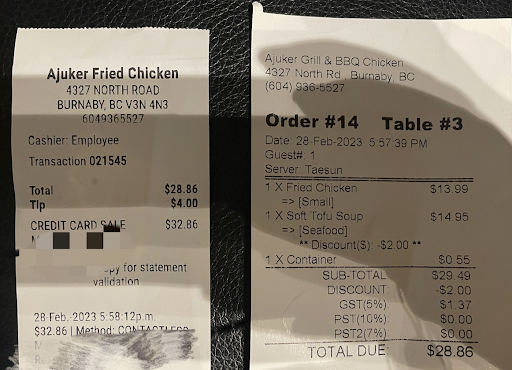 Ajuker Fried Chicken
4327 NORTH ROAD
BURNABY, BC V3N 4N3
6049365527
Cashier: Employee
Transaction 021545
Total $28.86
Tip $4.00
CREDIT CARD SALE $32.86
M
opy for statement
validation
28-Feb.-2023 5:58:12p.m.
$32.86 | Method: CONTACTLESS
Ajuker Grill & BBQ Chicken
4327 North Rd , Burnaby, BC
(604) 936-5527
Order #14 Table #3
Date: 28-Feb-2023 5:57:39 PM
Guest#: 1
Server: Taesun
1 X Fried Chicken $13.99
=> [Small]
1 X Soft Tofu Soup $14.95
=> [Seafood]
** Discount($): -$2.00 **
1 X Container $0.55
SUB-TOTAL $29.49
DISCOUNT -$2.00
GST(5%) $1.37
PST(10%) $0.00
PST2(7%) $0.00
TOTAL DUE $28.86